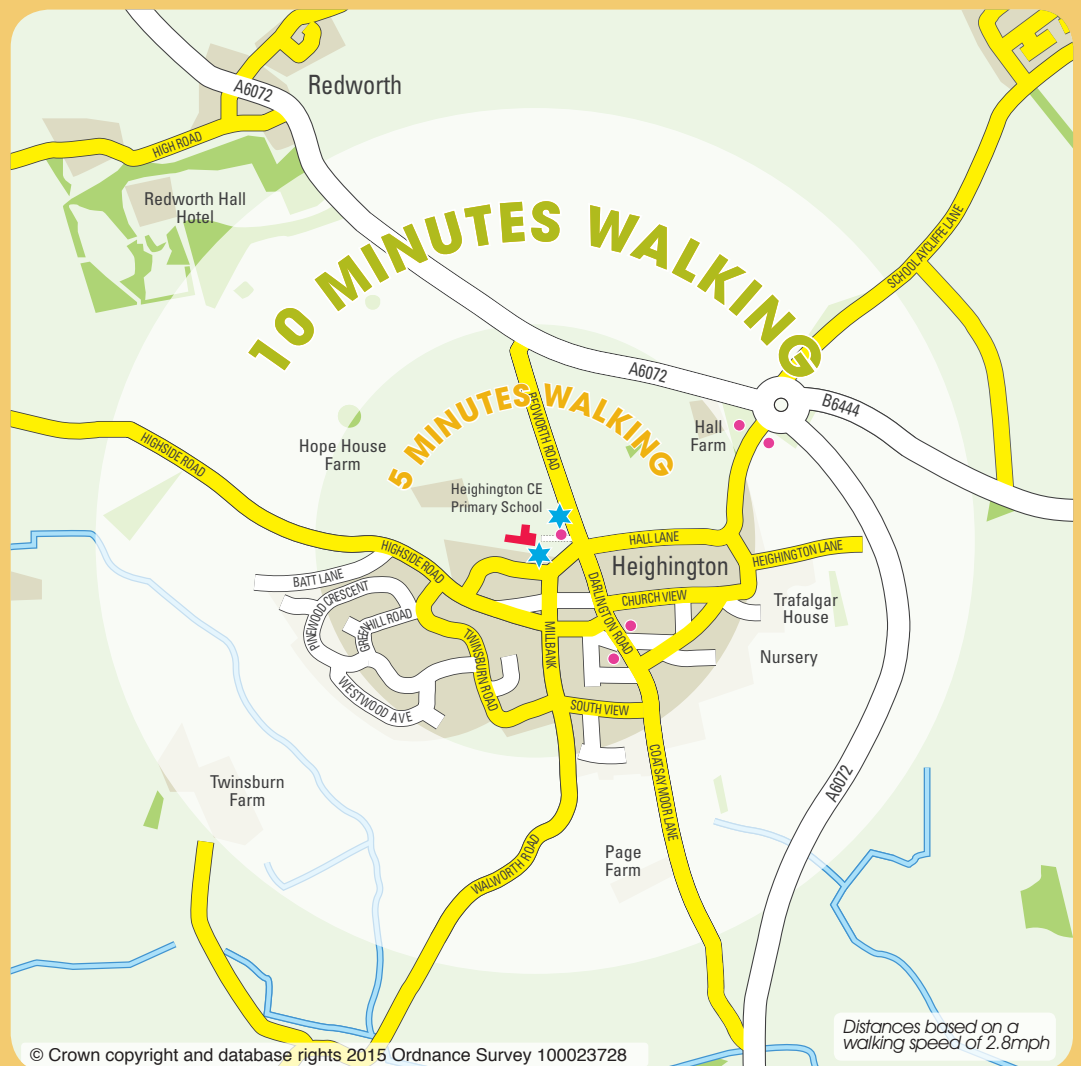 Redworth
A6072
HIGH ROAD
Redworth Hall
Hotel
SCHOOL AYCLIFFE LANE
10 MINUTES WALKING
A6072
B6444
5 MINUTES WALKING
REDWORTH ROAD
Hall
Farm
HIGHSIDE ROAD
Hope House
Farm
Heighington CE
Primary School
HALL LANE
HIGHSIDE ROAD
Heighington
HEIGHINGTON LANE
BATT LANE
PINEWOOD CRESCENT
GREEN HILL ROAD
DARLINGTON ROAD
CHURCH VIEW
Trafalgar
House
TWINSBURN ROAD
MILLBANK
Nursery
WESTWOOD AVE
SOUTH VIEW
COATSAY MOOR LANE
A6072
Twinsburn
Farm
WALWORTH ROAD
Page
Farm
Distances based on a
walking speed of 2.8mph
© Crown copyright and database rights 2015 Ordnance Survey 100023728